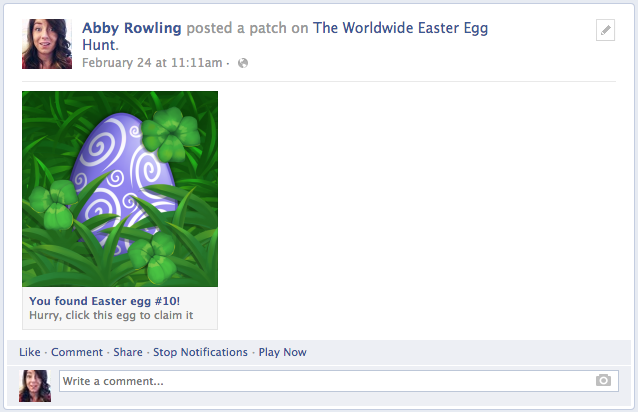 Abby Rowling posted a patch on The Worldwide Easter Egg
Hunt.
February 24 at 11:11am ·
You found Easter egg #10!
Hurry, click this egg to claim it
Like · Comment · Share · Stop Notifications · Play Now
Write a comment...